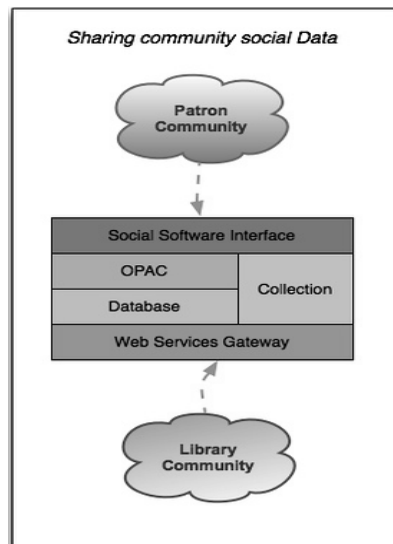 Sharing community social Data
Patron
Community
Social Software Interface
OPAC
Collection
Database
Web Services Gateway
Library
Community